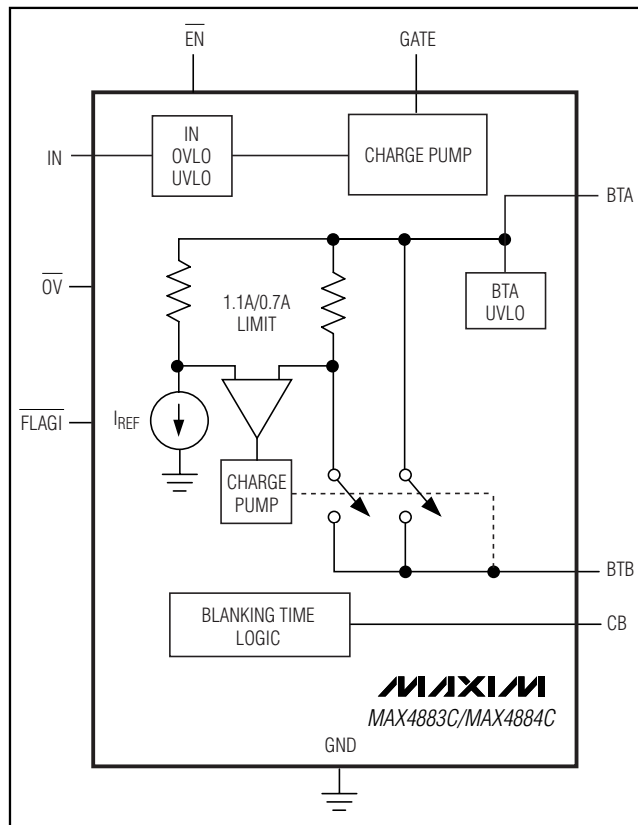 EN
GATE
IN
IN
OVLO
UVLO
CHARGE PUMP
BTA
OV
1.1A/0.7A
LIMIT
BTA
UVLO
FLAGI
IREF
CHARGE
PUMP
BTB
BLANKING TIME
LOGIC
CB
MAXIM
MAX4883C/MAX4884C
GND